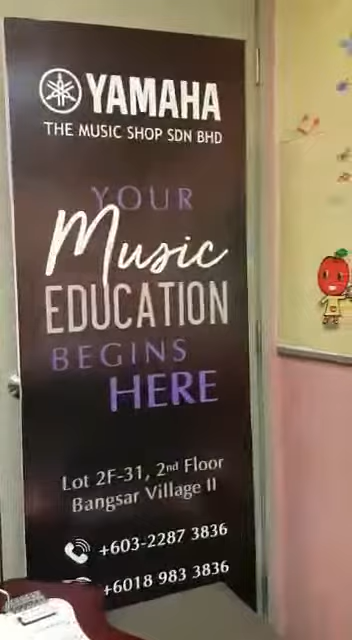 YAMAHA
THE MUSIC SHOP SDN BHD
YOUR
Music
EDUCATION
BEGINS
HERE
Lot 2F-31, 2nd Floor
Bangsar Village II
+603-2287 3836
+6018 983 3836